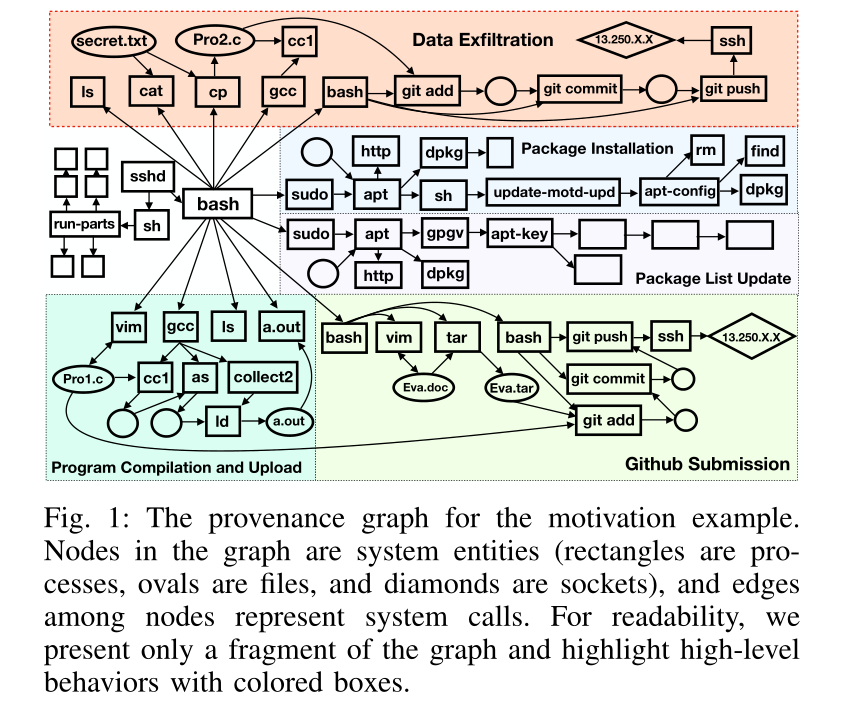 secret.txt
Pro2.c
cc1
Data Exfiltration
13.250.X.X
ssh
ls
cat
cp
gcc
bash
git add
git commit
git push
http
dpkg
Package Installation
rm
find
sshd
bash
sudo
apt
sh
update-motd-upd
apt-config
dpkg
run-parts
sh
sudo
apt
gpgv
apt-key
http
dpkg
Package List Update
vim
gcc
ls
a.out
bash
vim
tar
bash
git push
ssh
13.250.X.X
Pro1.c
cc1
as
collect2
Eva.doc
Eva.tar
git commit
ld
a.out
git add
Program Compilation and Upload
Github Submission
Fig. 1: The provenance graph for the motivation example.
Nodes in the graph are system entities (rectangles are pro-
cesses, ovals are files, and diamonds are sockets), and edges
among nodes represent system calls. For readability, we
present only a fragment of the graph and highlight high-level
behaviors with colored boxes.